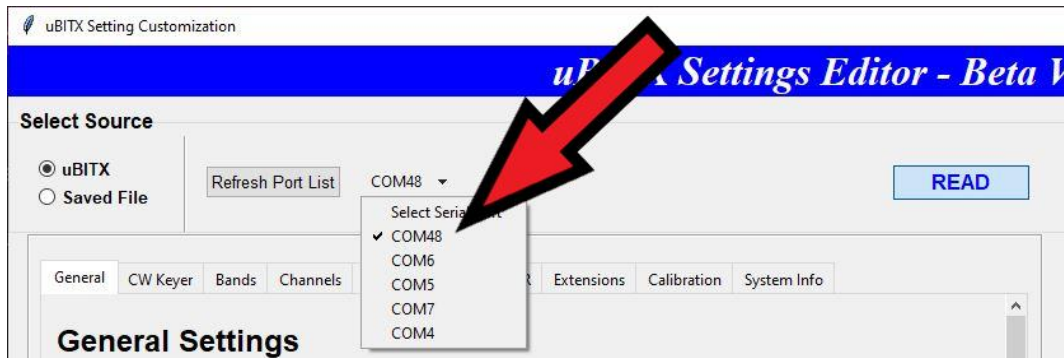 uBITX Setting Customization
Settings Editor - Beta
Select Source
uBITX
Saved File
Refresh Port List
COM48
READ
Select Serial
COM48
COM6
COM5
COM7
COM4
General CW Keyer Bands Channels Extensions Calibration System Info
General Settings